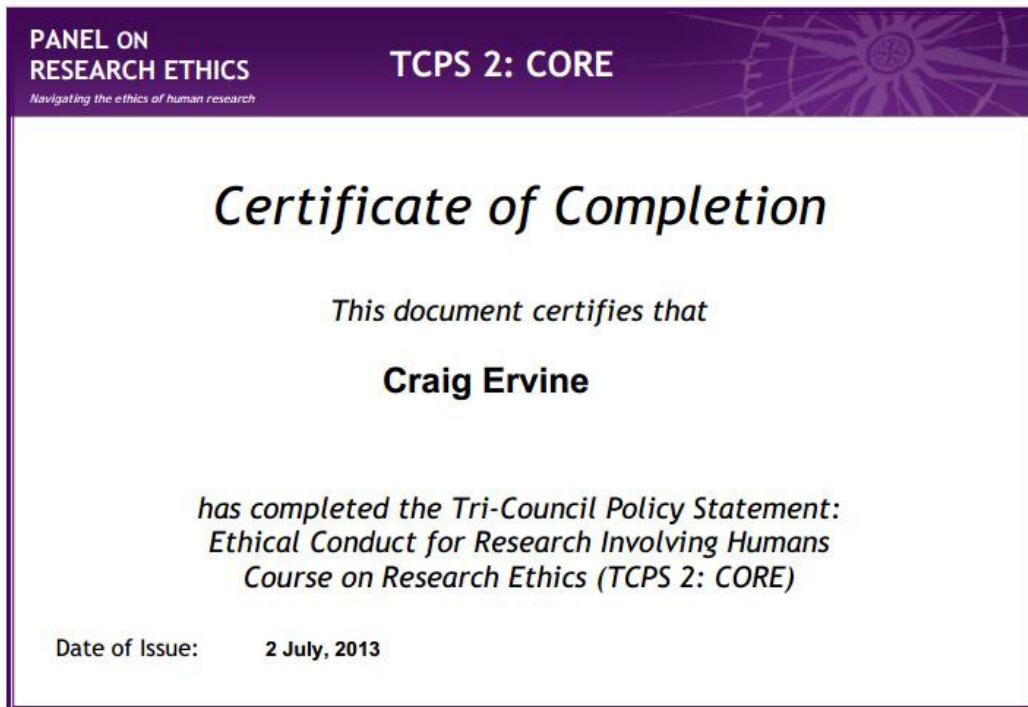 PANEL ON
RESEARCH ETHICS
Navigating the ethics of human research
TCPS 2: CORE
Certificate of Completion
This document certifies that
Craig Ervine
has completed the Tri-Council Policy Statement:
Ethical Conduct for Research Involving Humans
Course on Research Ethics (TCPS 2: CORE)
Date of Issue: 2 July, 2013